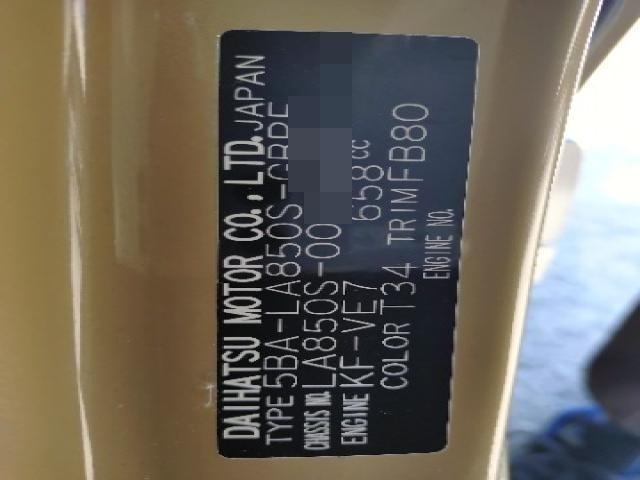 DAIHATSU MOTOR CO., LTD. JAPAN
TYPE 5BA-LA850S-GBPF
CHASSIS NO. LA850S-00
ENGINE KF-VE7 658cc
COLOR T34 TRIM FB80
ENGINE NO.